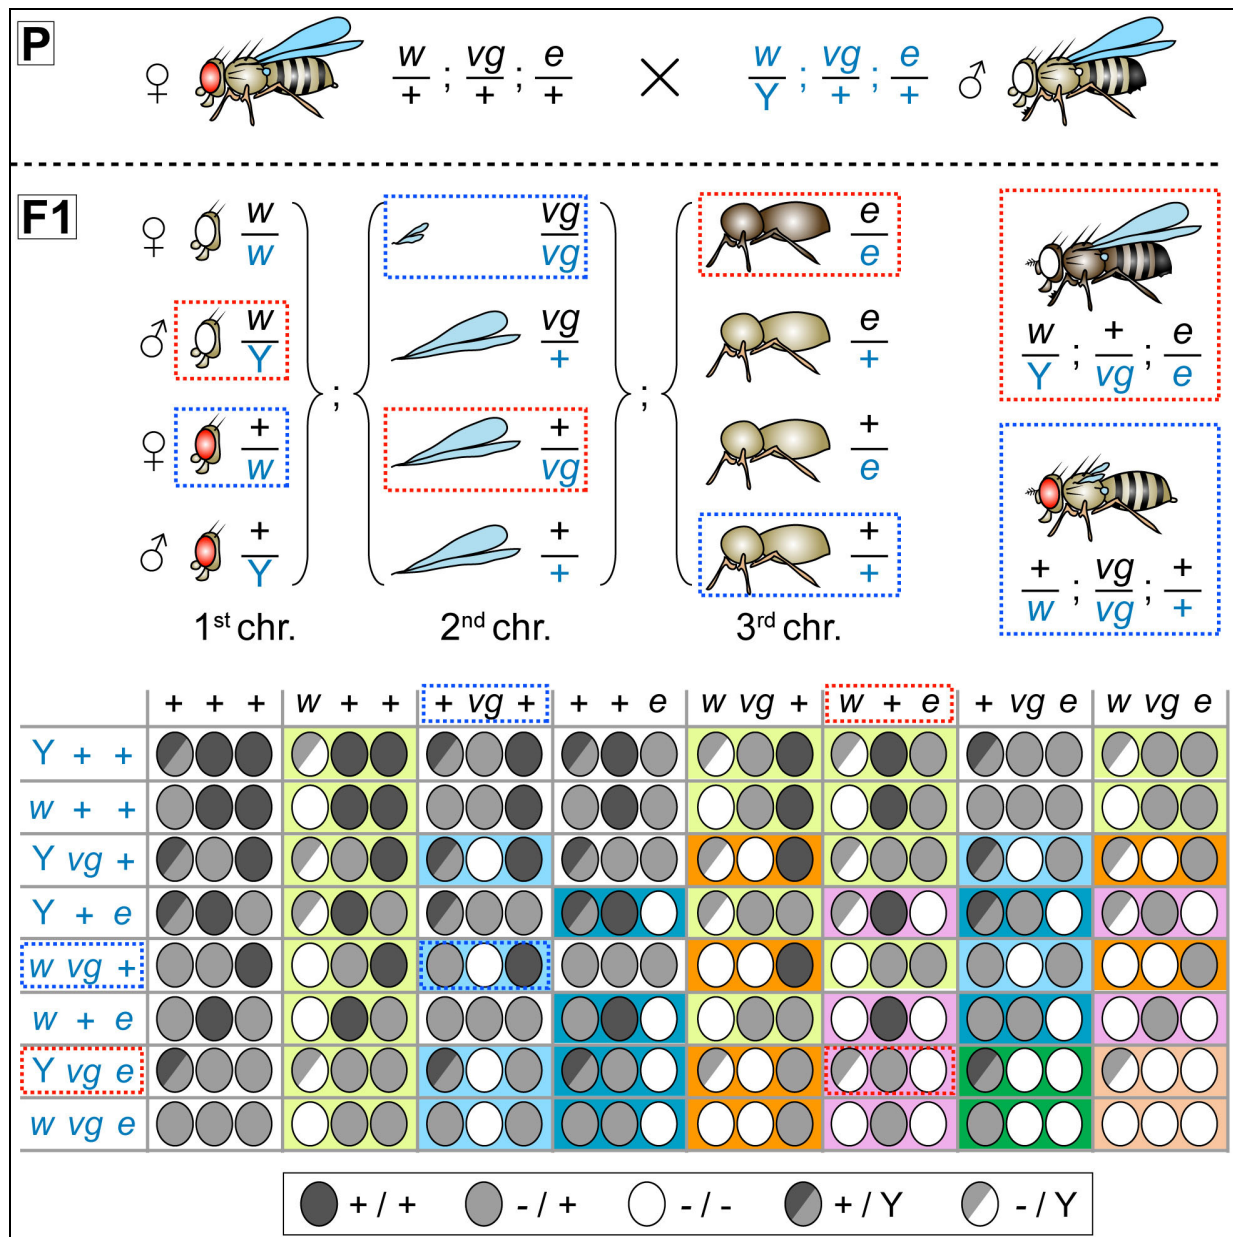 P
♀ w/+ ; vg/+ ; e/+ × w/Y ; vg/+ ; e/+ ♂
F1
♀ w/w vg/vg e/e
♂ w/Y vg/+ e/+
; ;
♀ +/w +/vg +/e
♂ +/Y +/+ +/+
1st chr. 2nd chr. 3rd chr.
w/Y ; +/vg ; e/e
+/w ; vg/vg ; +/+
+ + + w + + + vg + + + e w vg + w + e + vg e w vg e
Y + +
w + +
Y vg +
Y + e
w vg +
w + e
Y vg e
w vg e
+ / + - / + - / - + / Y - / Y